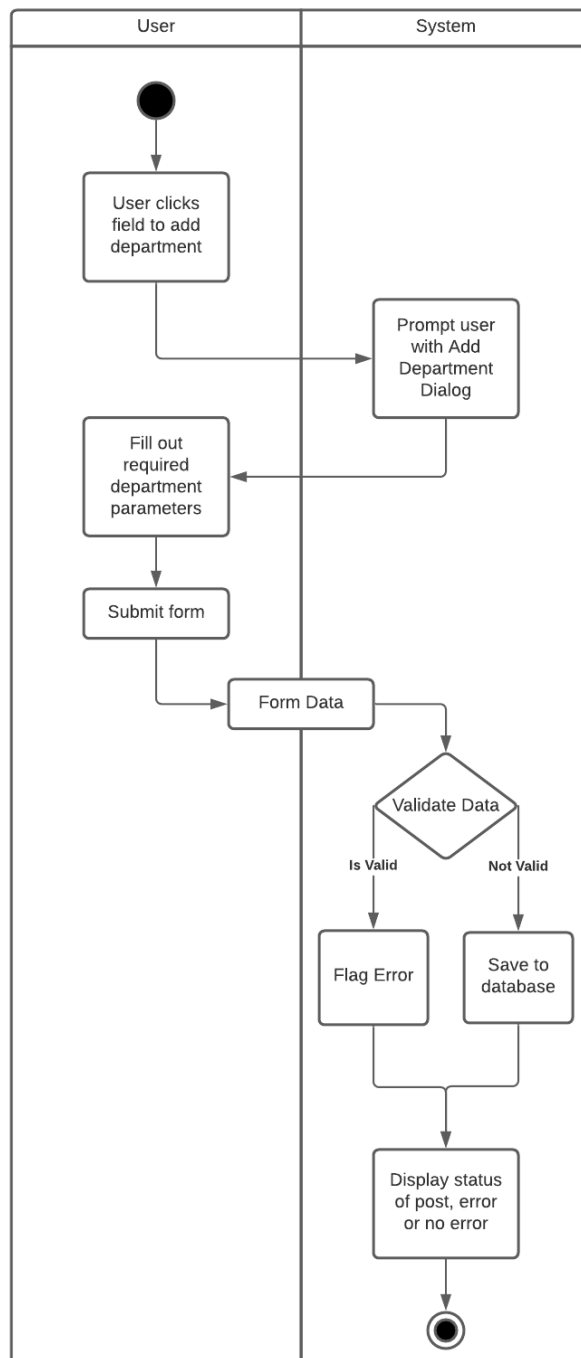 User
System
User clicks
field to add
department
Prompt user
with Add
Department
Dialog
Fill out
required
department
parameters
Submit form
Form Data
Validate Data
Is Valid
Not Valid
Flag Error
Save to
database
Display status
of post, error
or no error